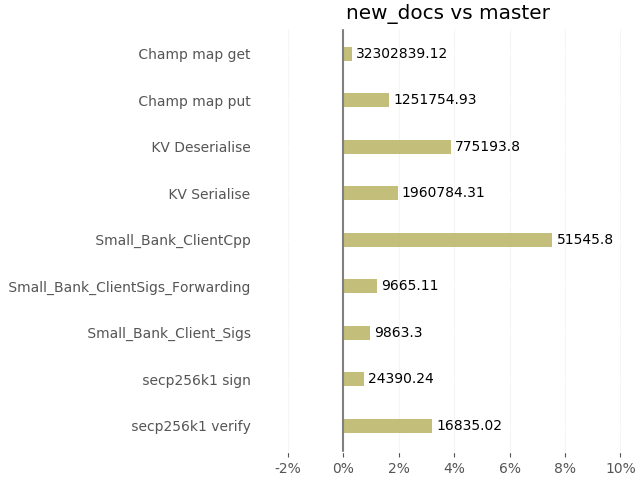 new_docs vs master
Champ map get 32302839.12
Champ map put 1251754.93
KV Deserialise 775193.8
KV Serialise 1960784.31
Small_Bank_ClientCpp 51545.8
Small_Bank_ClientSigs_Forwarding 9665.11
Small_Bank_Client_Sigs 9863.3
secp256k1 sign 24390.24
secp256k1 verify 16835.02
-2% 0% 2% 4% 6% 8% 10%